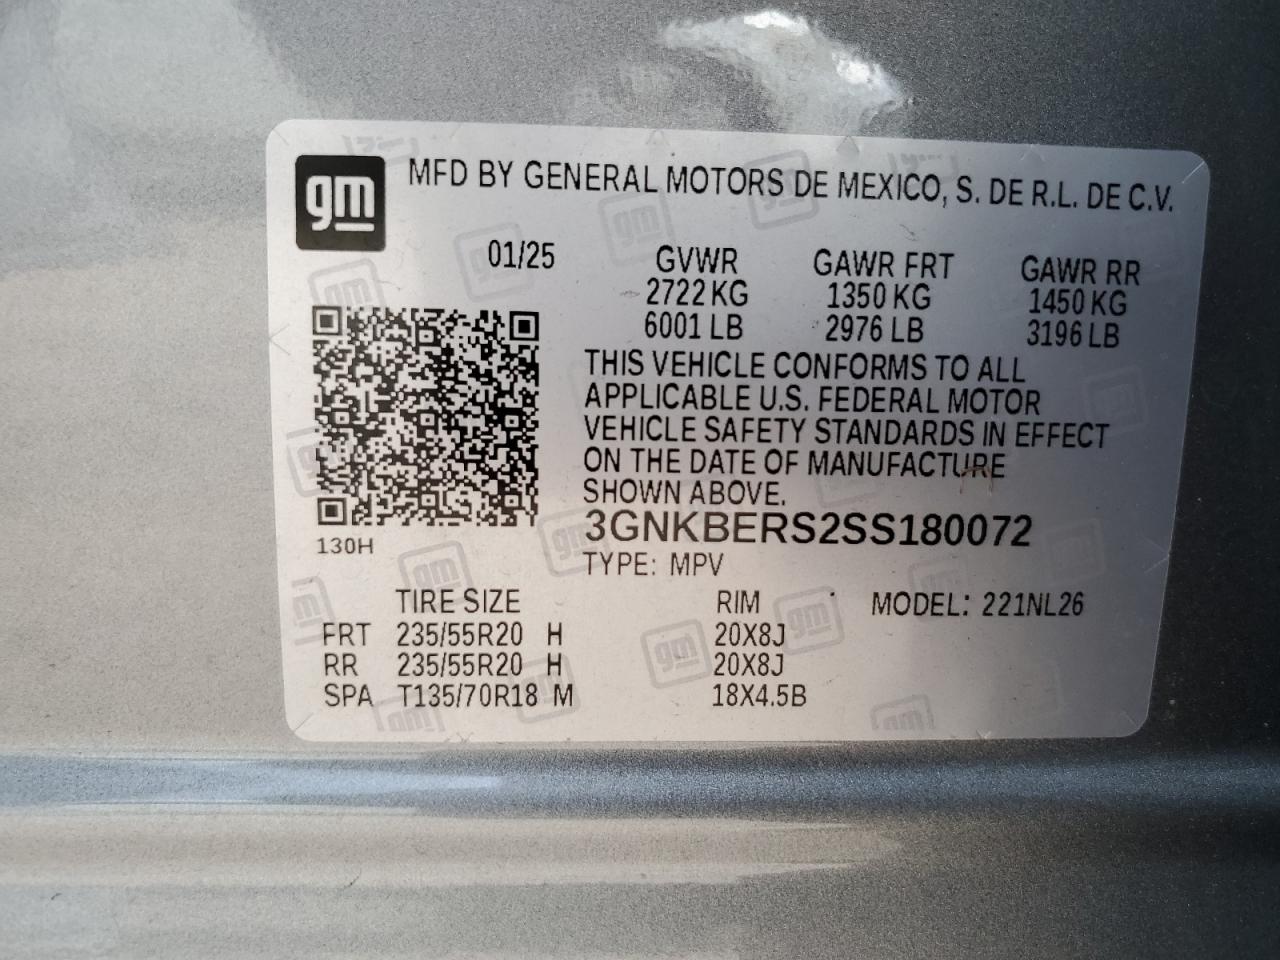 gm MFD BY GENERAL MOTORS DE MEXICO, S. DE R.L. DE C.V.
01/25 GVWR GAWR FRT GAWR RR
2722 KG 1350 KG 1450 KG
6001 LB 2976 LB 3196 LB
THIS VEHICLE CONFORMS TO ALL
APPLICABLE U.S. FEDERAL MOTOR
VEHICLE SAFETY STANDARDS IN EFFECT
ON THE DATE OF MANUFACTURE
SHOWN ABOVE.
3GNKBERS2SS180072
130H
TYPE: MPV
TIRE SIZE RIM MODEL: 221NL26
FRT 235/55R20 H 20X8J
RR 235/55R20 H 20X8J
SPA T135/70R18 M 18X4.5B